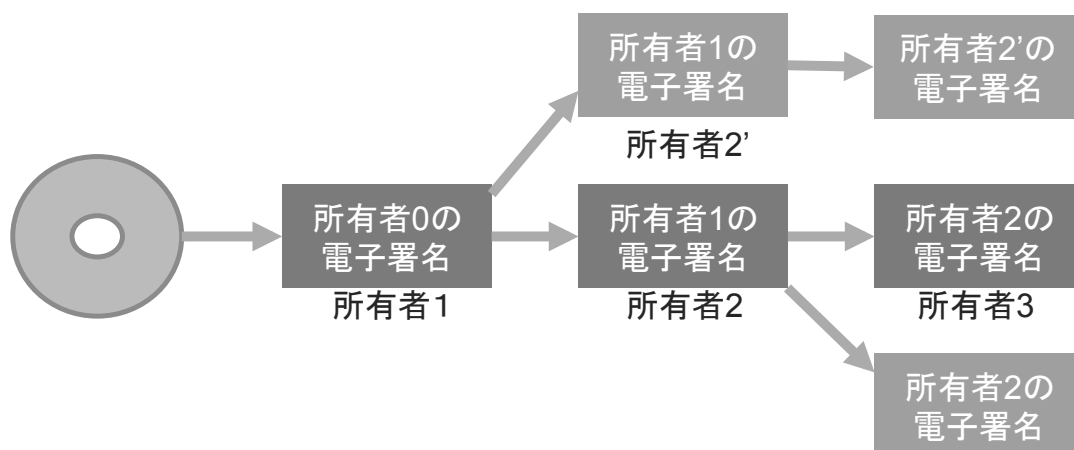 所有者1の
電子署名
所有者2'の
電子署名
所有者2’
所有者0の
電子署名
所有者1の
電子署名
所有者2の
電子署名
所有者1
所有者2
所有者3
所有者2の
電子署名